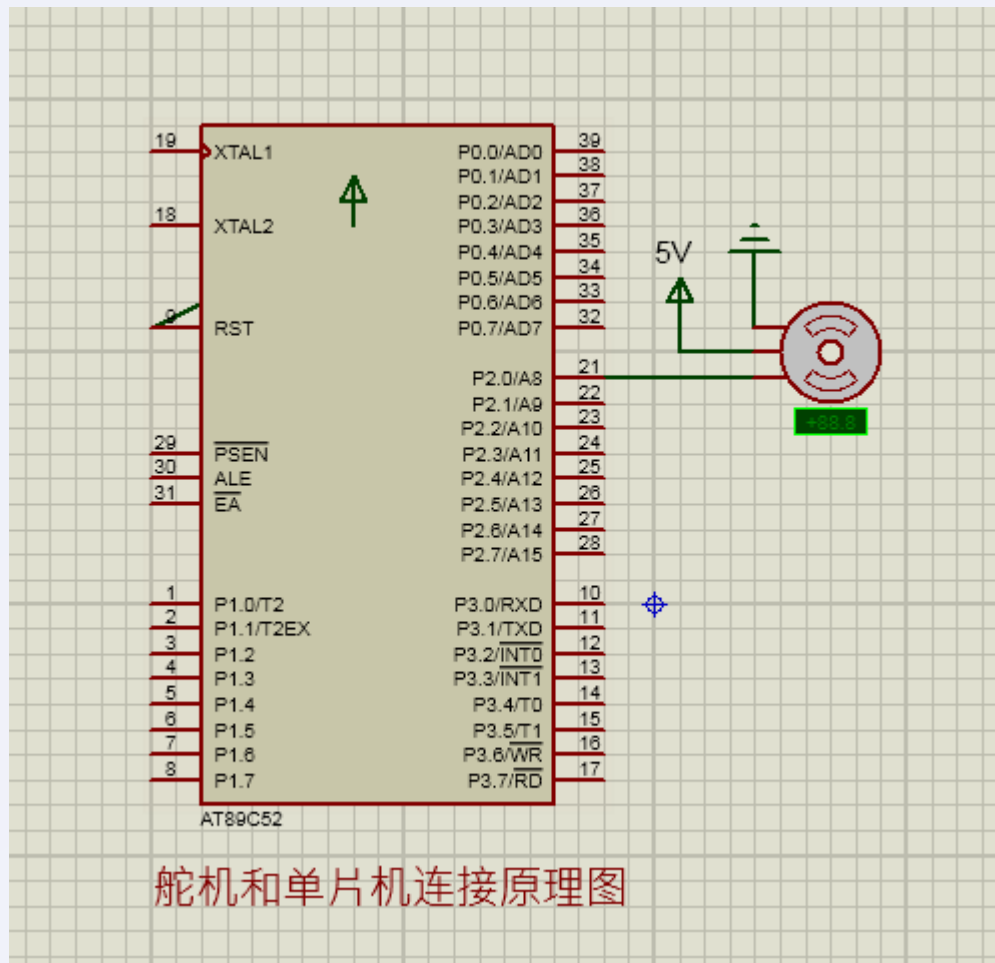 19 XTAL1 P0.0/AD0 39
P0.1/AD1 38
P0.2/AD2 37
18 XTAL2 P0.3/AD3 36
P0.4/AD4 35
P0.5/AD5 34
P0.6/AD6 33
9 RST P0.7/AD7 32
5V
P2.0/A8 21
P2.1/A9 22
+88.8
P2.2/A10 23
29 PSEN P2.3/A11 24
30 ALE P2.4/A12 25
31 EA P2.5/A13 26
P2.6/A14 27
P2.7/A15 28
1 P1.0/T2 P3.0/RXD 10
2 P1.1/T2EX P3.1/TXD 11
3 P1.2 P3.2/INT0 12
4 P1.3 P3.3/INT1 13
5 P1.4 P3.4/T0 14
6 P1.5 P3.5/T1 15
7 P1.6 P3.6/WR 16
8 P1.7 P3.7/RD 17
AT89C52
舵机和单片机连接原理图